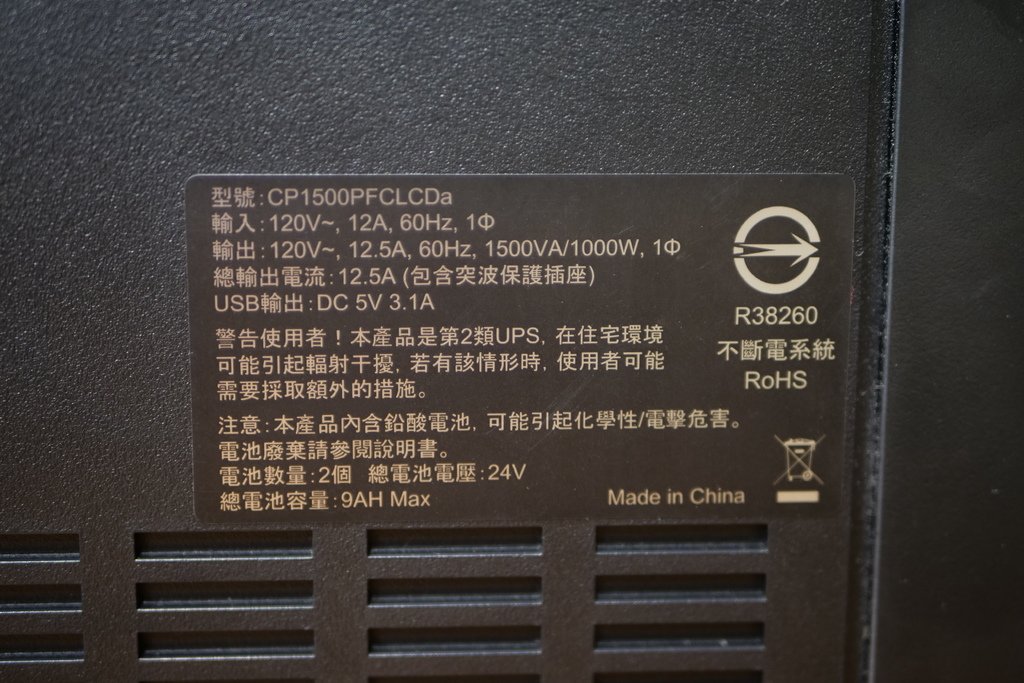 型號:CP1500PFCLCDa
輸入:120V~, 12A, 60Hz, 1Φ
輸出:120V~, 12.5A, 60Hz, 1500VA/1000W, 1Φ
總輸出電流:12.5A (包含突波保護插座)
USB輸出:DC 5V 3.1A
警告使用者！本產品是第2類UPS, 在住宅環境
可能引起輻射干擾, 若有該情形時, 使用者可能
需要採取額外的措施。
注意:本產品內含鉛酸電池, 可能引起化學性/電擊危害。
電池廢棄請參閱說明書。
電池數量:2個 總電池電壓:24V
總電池容量:9AH Max
Made in China
R38260
不斷電系統
RoHS